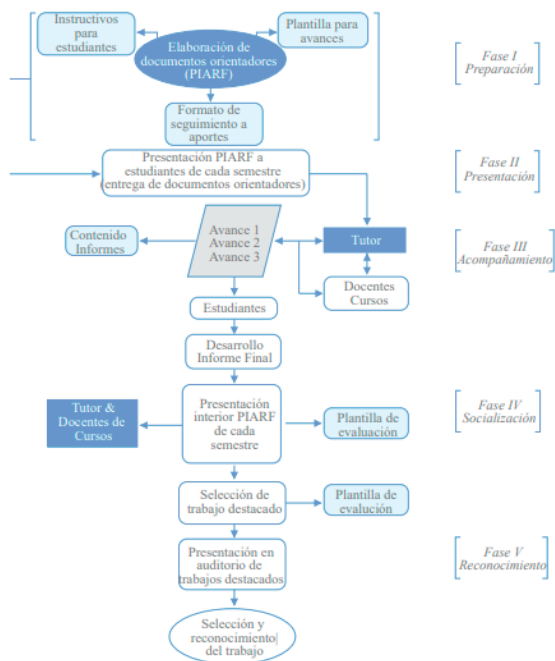 Instructivos
para
estudiantes
Elaboración de
documentos orientadores
(PIARF)
Plantilla para
avances
Formato de
seguimiento a
aportes
Fase I
Preparación
Presentación PIARF a
estudiantes de cada semestre
(entrega de documentos orientadores)
Fase II
Presentación
Contenido
Informes
Avance 1
Avance 2
Avance 3
Tutor
Docentes
Cursos
Fase III
Acompañamiento
Estudiantes
Desarrollo
Informe Final
Tutor &
Docentes de
Cursos
Presentación
interior PIARF
de cada
semestre
Plantilla de
evaluación
Fase IV
Socialización
Selección de
trabajo destacado
Plantilla de
evalución
Presentación en
auditorio de
trabajos destacados
Fase V
Reconocimiento
Selección y
reconocimiento|
del trabajo